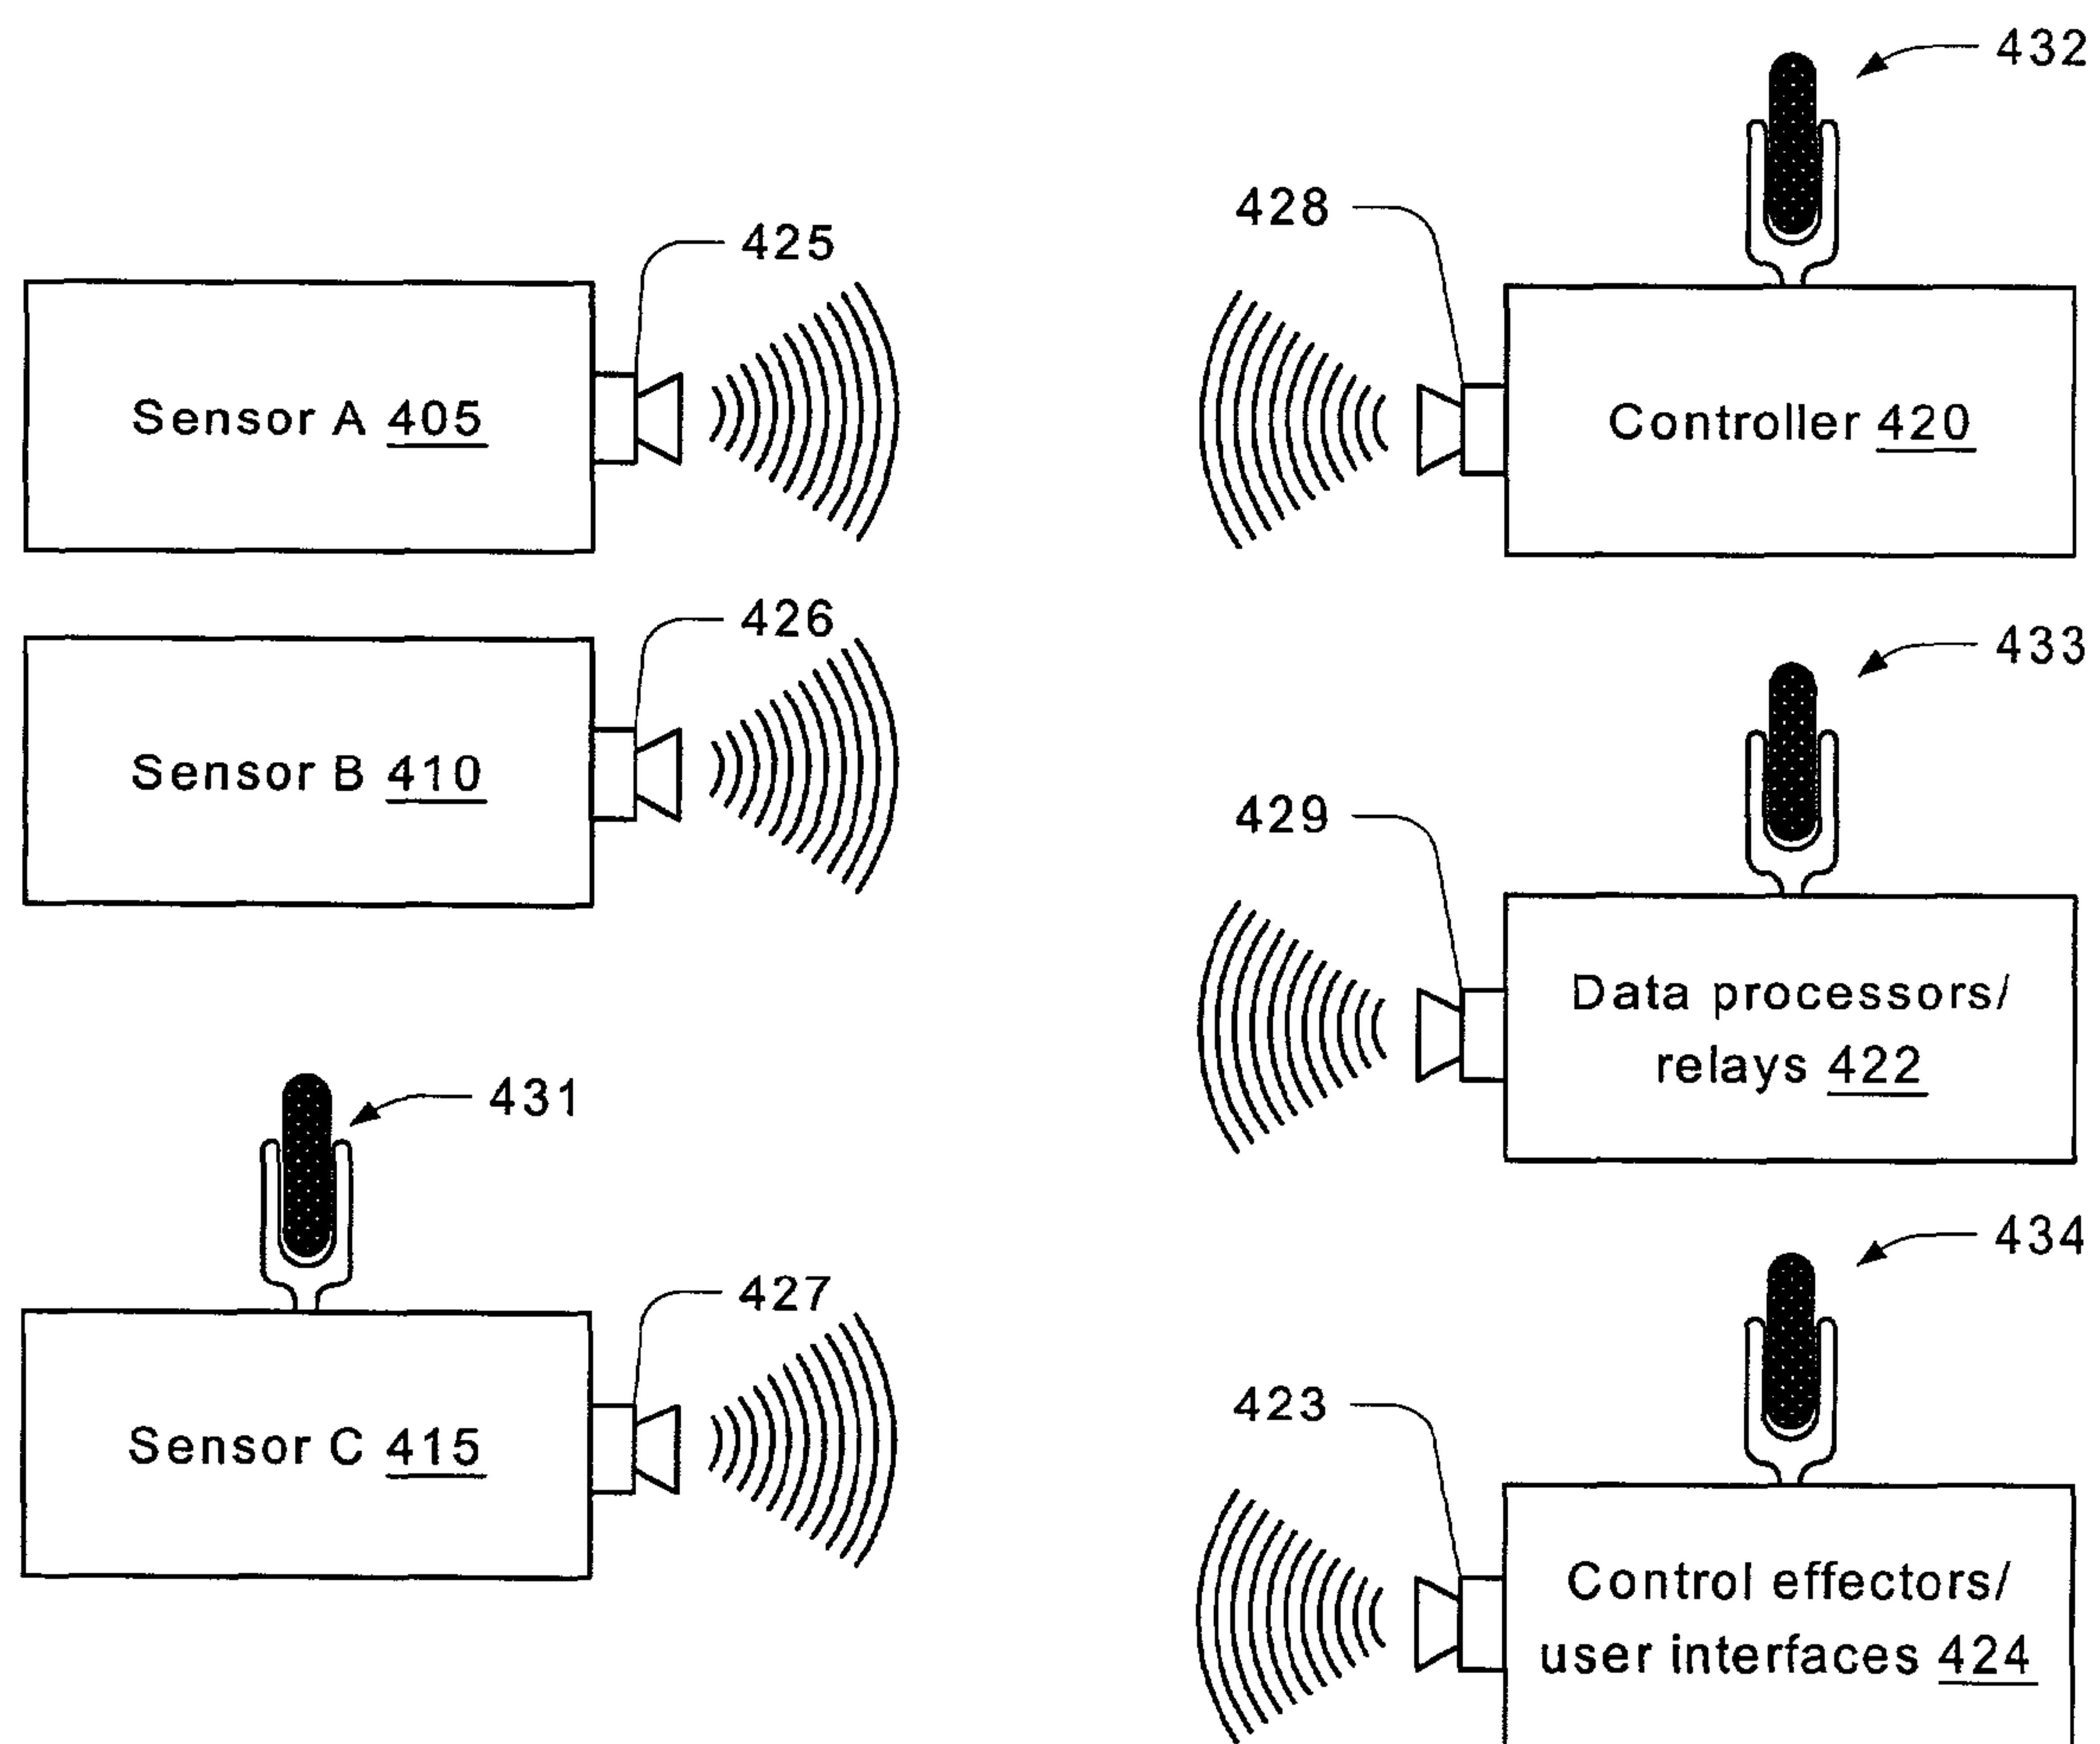 432
428
425
Sensor A 405
Controller 420
426
433
Sensor B 410
429
Data processors/
relays 422
431
434
427
423
Sensor C 415
Control effectors/
user interfaces 424